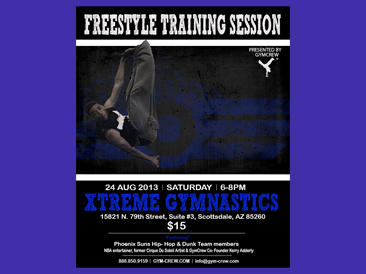 FREESTYLE TRAINING SESSION
PRESENTED BY
GYMCREW
24 AUG 2013 | SATURDAY | 6-8PM
XTREME GYMNASTICS
15821 N. 79th Street, Suite #3, Scottsdale, AZ 85260
$15
Phoenix Suns Hip- Hop & Dunk Team members
NBA entertainer, former Cirque Du Soleil Artist & GymCrew Co- Founder Kerry Adderly
888.850.9159 | GYM-CREW.COM | info@gym-crew.com